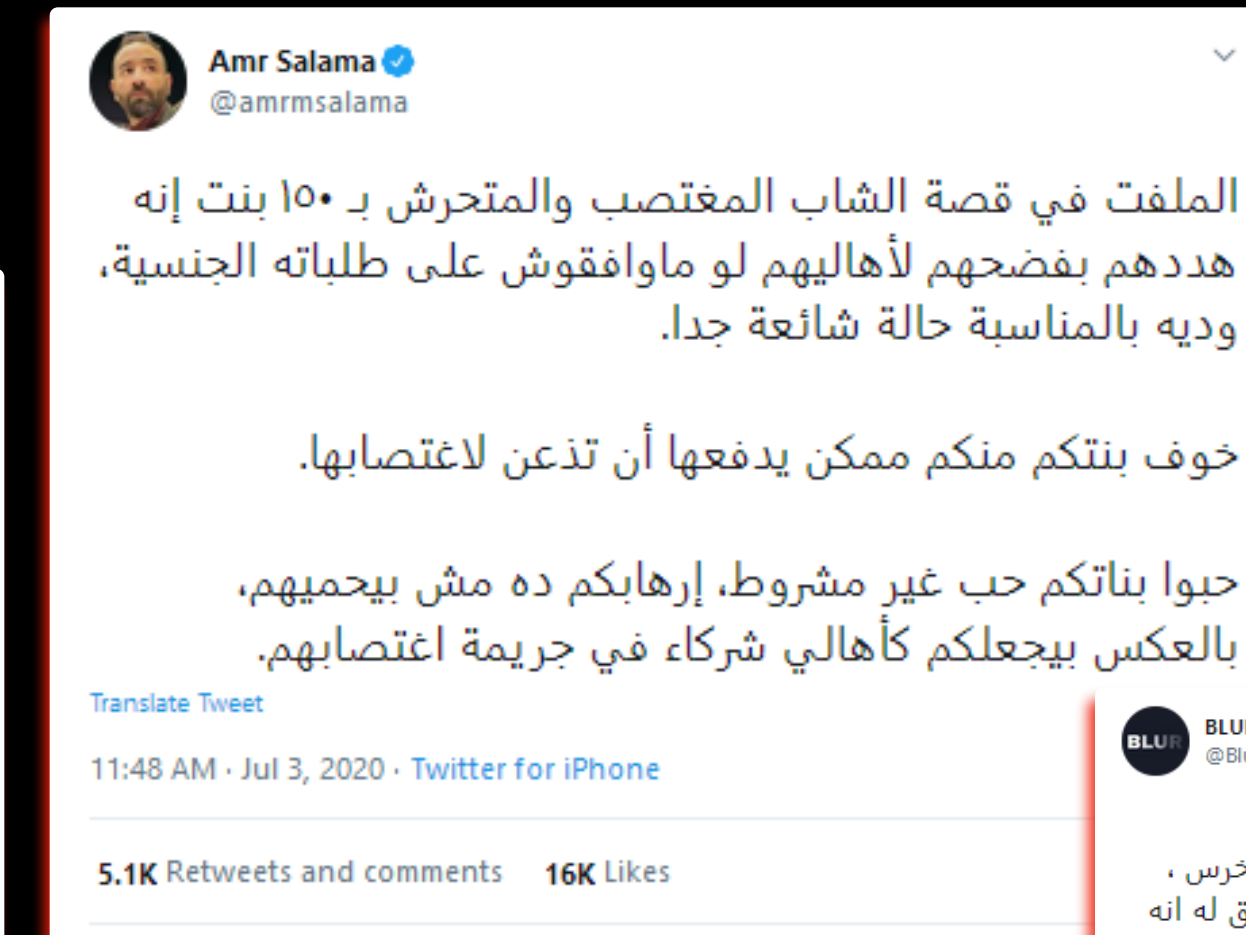 Amr Salama
@amrmsalama
الملفت في قصة الشاب المغتصب والمتحرش بـ ١٥٠ بنت إنه
هددهم بفضحهم لأهاليهم لو ماوافقوش على طلباته الجنسية،
وديه بالمناسبة حالة شائعة جدا.
خوف بنتكم منكم ممكن يدفعها أن تذعن لاغتصابها.
حبوا بناتكم حب غير مشروط، إرهابكم ده مش بيحميهم،
بالعكس بيجعلكم كأهالي شركاء في جريمة اغتصابهم.
Translate Tweet
11:48 AM · Jul 3, 2020 · Twitter for iPhone
5.1K Retweets and comments 16K Likes
BLUR
له انه